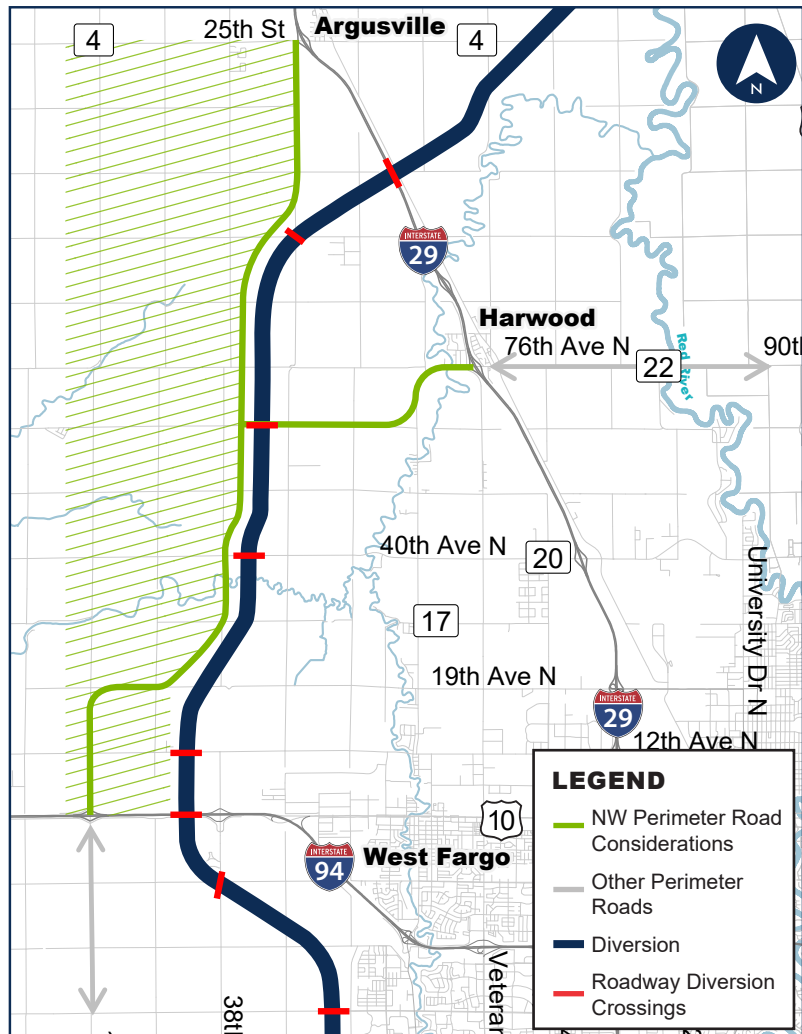 4
25th St
Argusville
4
N
INTERSTATE
29
Harwood
76th Ave N
22
90th
Red River
40th Ave N
20
University Dr N
17
19th Ave N
INTERSTATE
29
12th Ave N
10
INTERSTATE
94
West Fargo
38th
Veteran
LEGEND
NW Perimeter Road
Considerations
Other Perimeter
Roads
Diversion
Roadway Diversion
Crossings